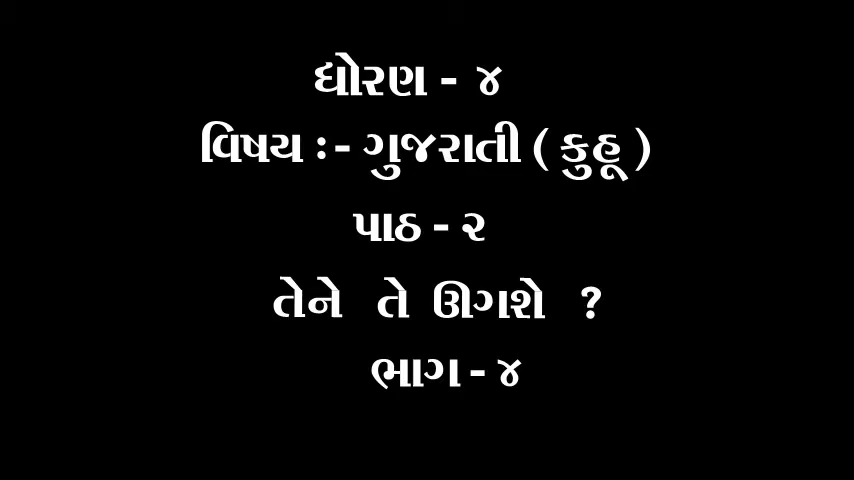 ધોરણ - ૪
વિષય :- ગુજરાતી ( કુહૂ )
પાઠ - ૨
તેને તે ઊગશે ?
ભાગ - ૪